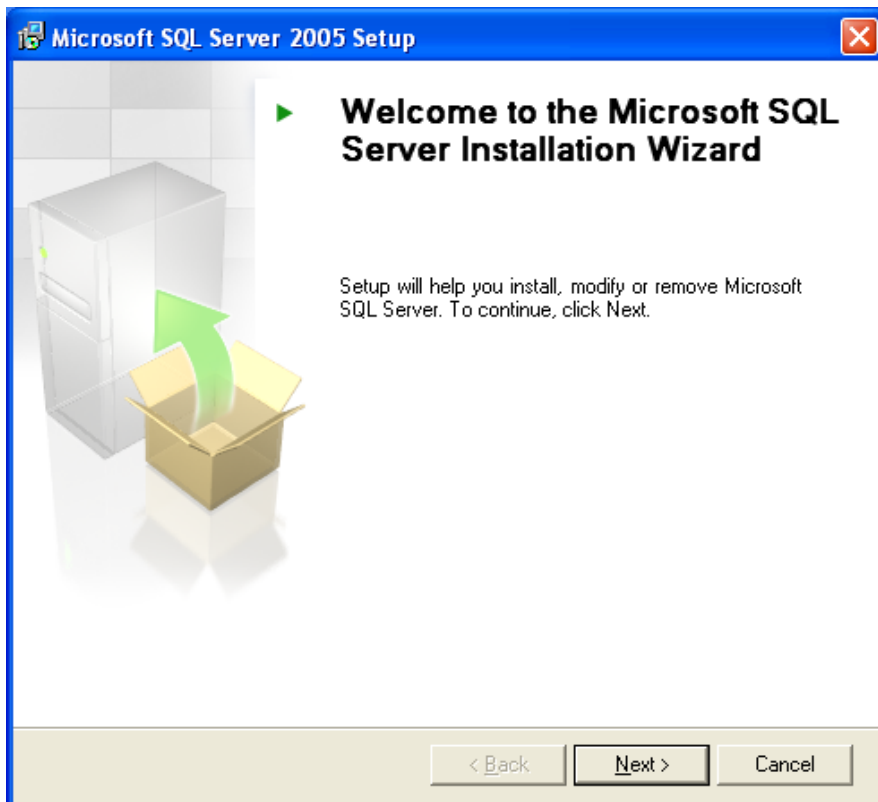 Microsoft SQL Server 2005 Setup
Welcome to the Microsoft SQL
Server Installation Wizard
Setup will help you install, modify or remove Microsoft
SQL Server. To continue, click Next.
< Back
Next >
Cancel